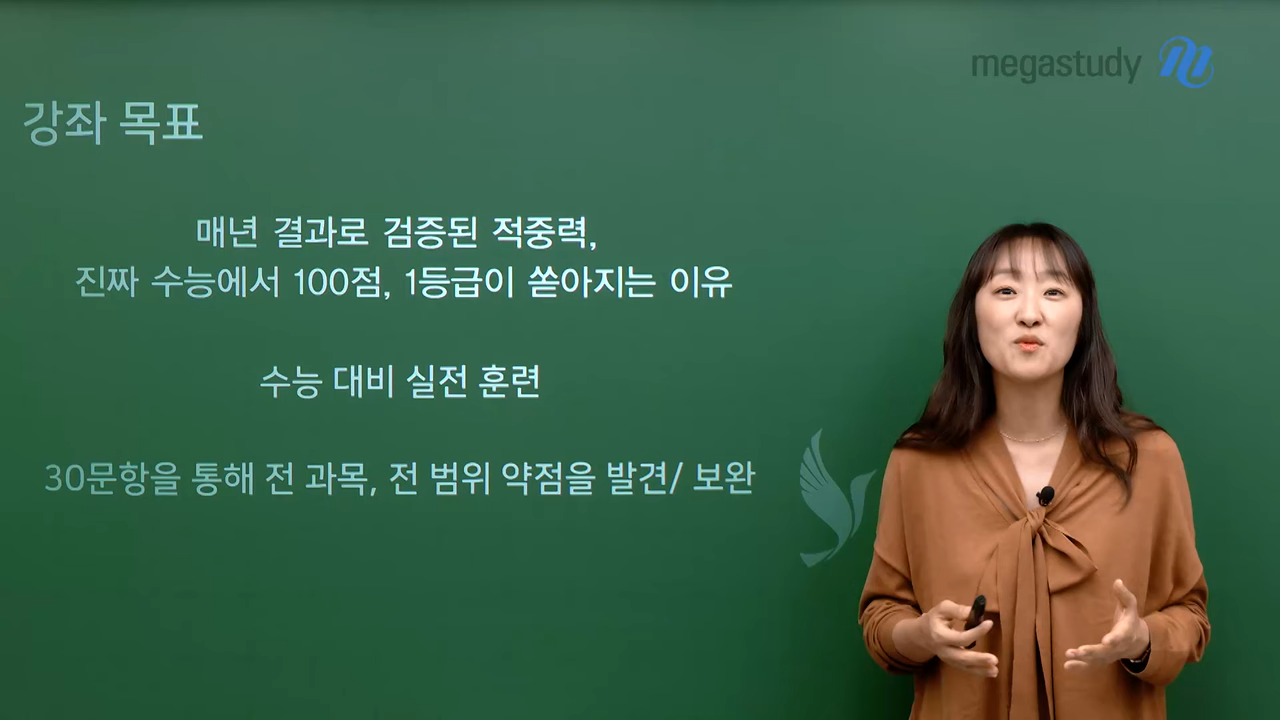 megastudy
강좌 목표
매년 결과로 검증된 적중력,
진짜 수능에서 100점, 1등급이 쏟아지는 이유
수능 대비 실전 훈련
30문항을 통해 전 과목, 전 범위 약점을 발견/ 보완